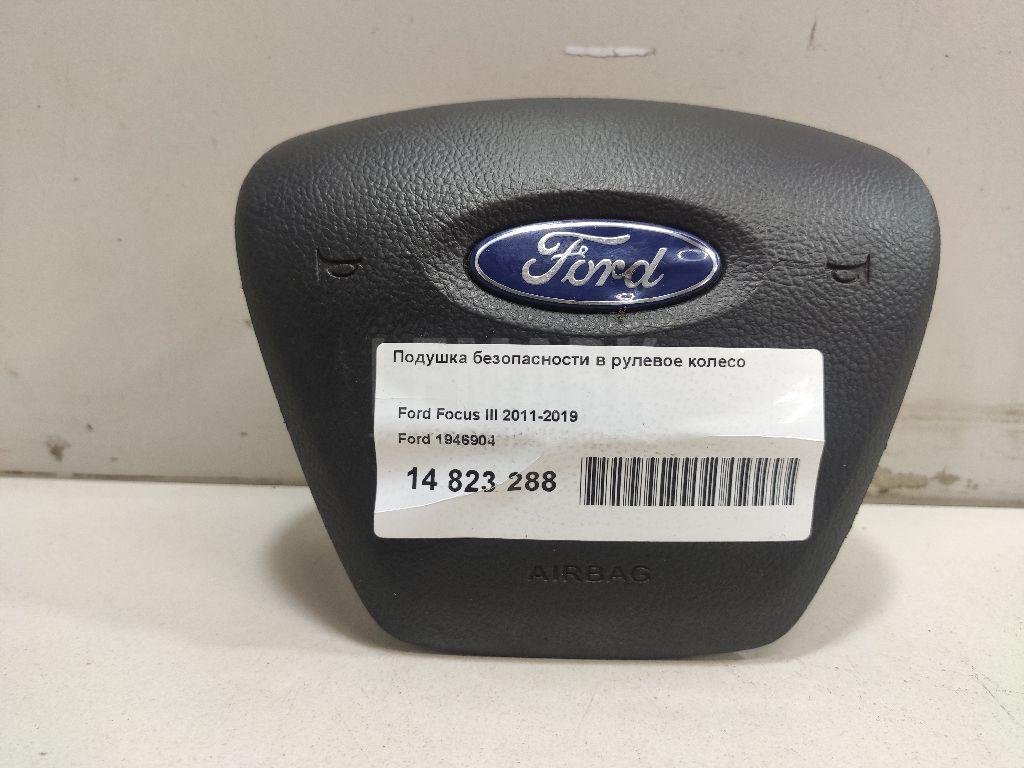 Ford
Подушка безопасности в рулевое колесо
Ford Focus III 2011-2019
Ford 1946904
14 823 288
AIRBAG